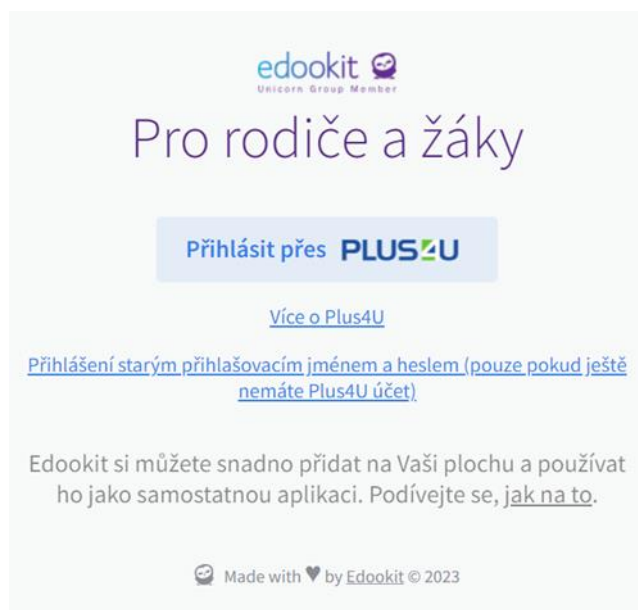 edookit
Unicorn Group Member
Pro rodiče a žáky
Přihlásit přes PLUS4U
Více o Plus4U
Přihlášení starým přihlašovacím jménem a heslem (pouze pokud ještě
nemáte Plus4U účet)
Edookit si můžete snadno přidat na Vaši plochu a používat
ho jako samostatnou aplikaci. Podívejte se, jak na to.
Made with ♥ by Edookit © 2023